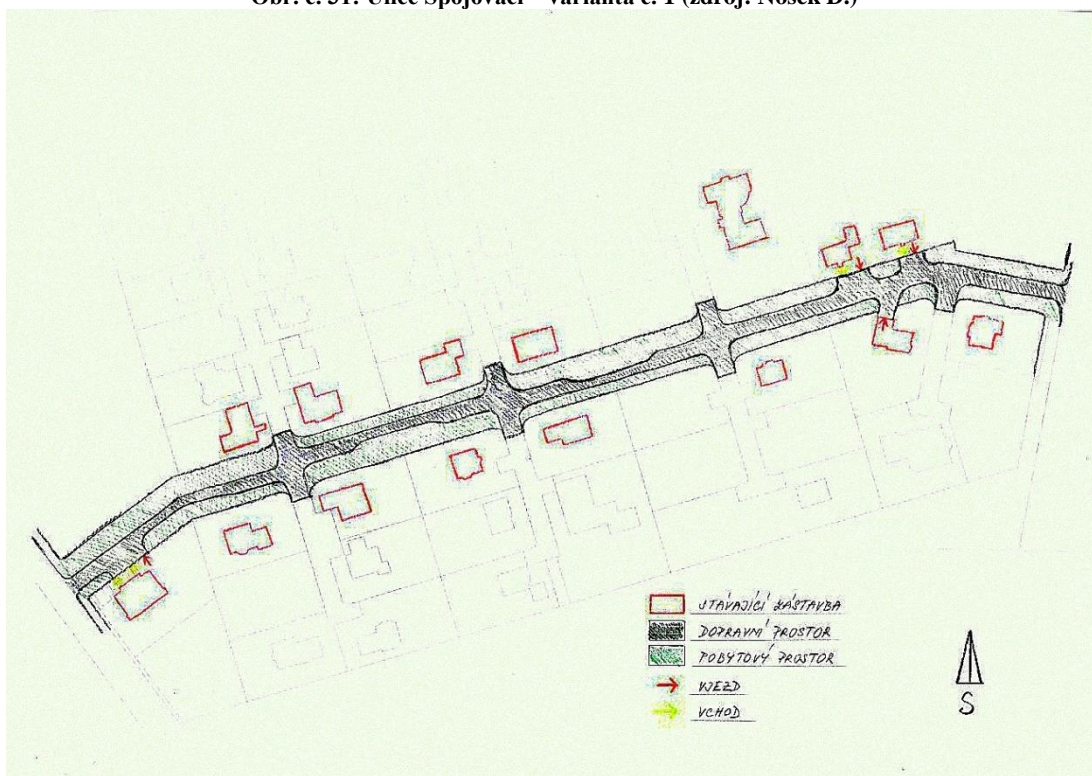 Obr. č. 31: Ulice Spojovací – varianta č. 1 (zdroj: Nosek D.)
STÁVAJÍCÍ ZÁSTAVBA
DOPRAVNÍ PROSTOR
POBYTOVÝ PROSTOR
VJEZD
VCHOD
S